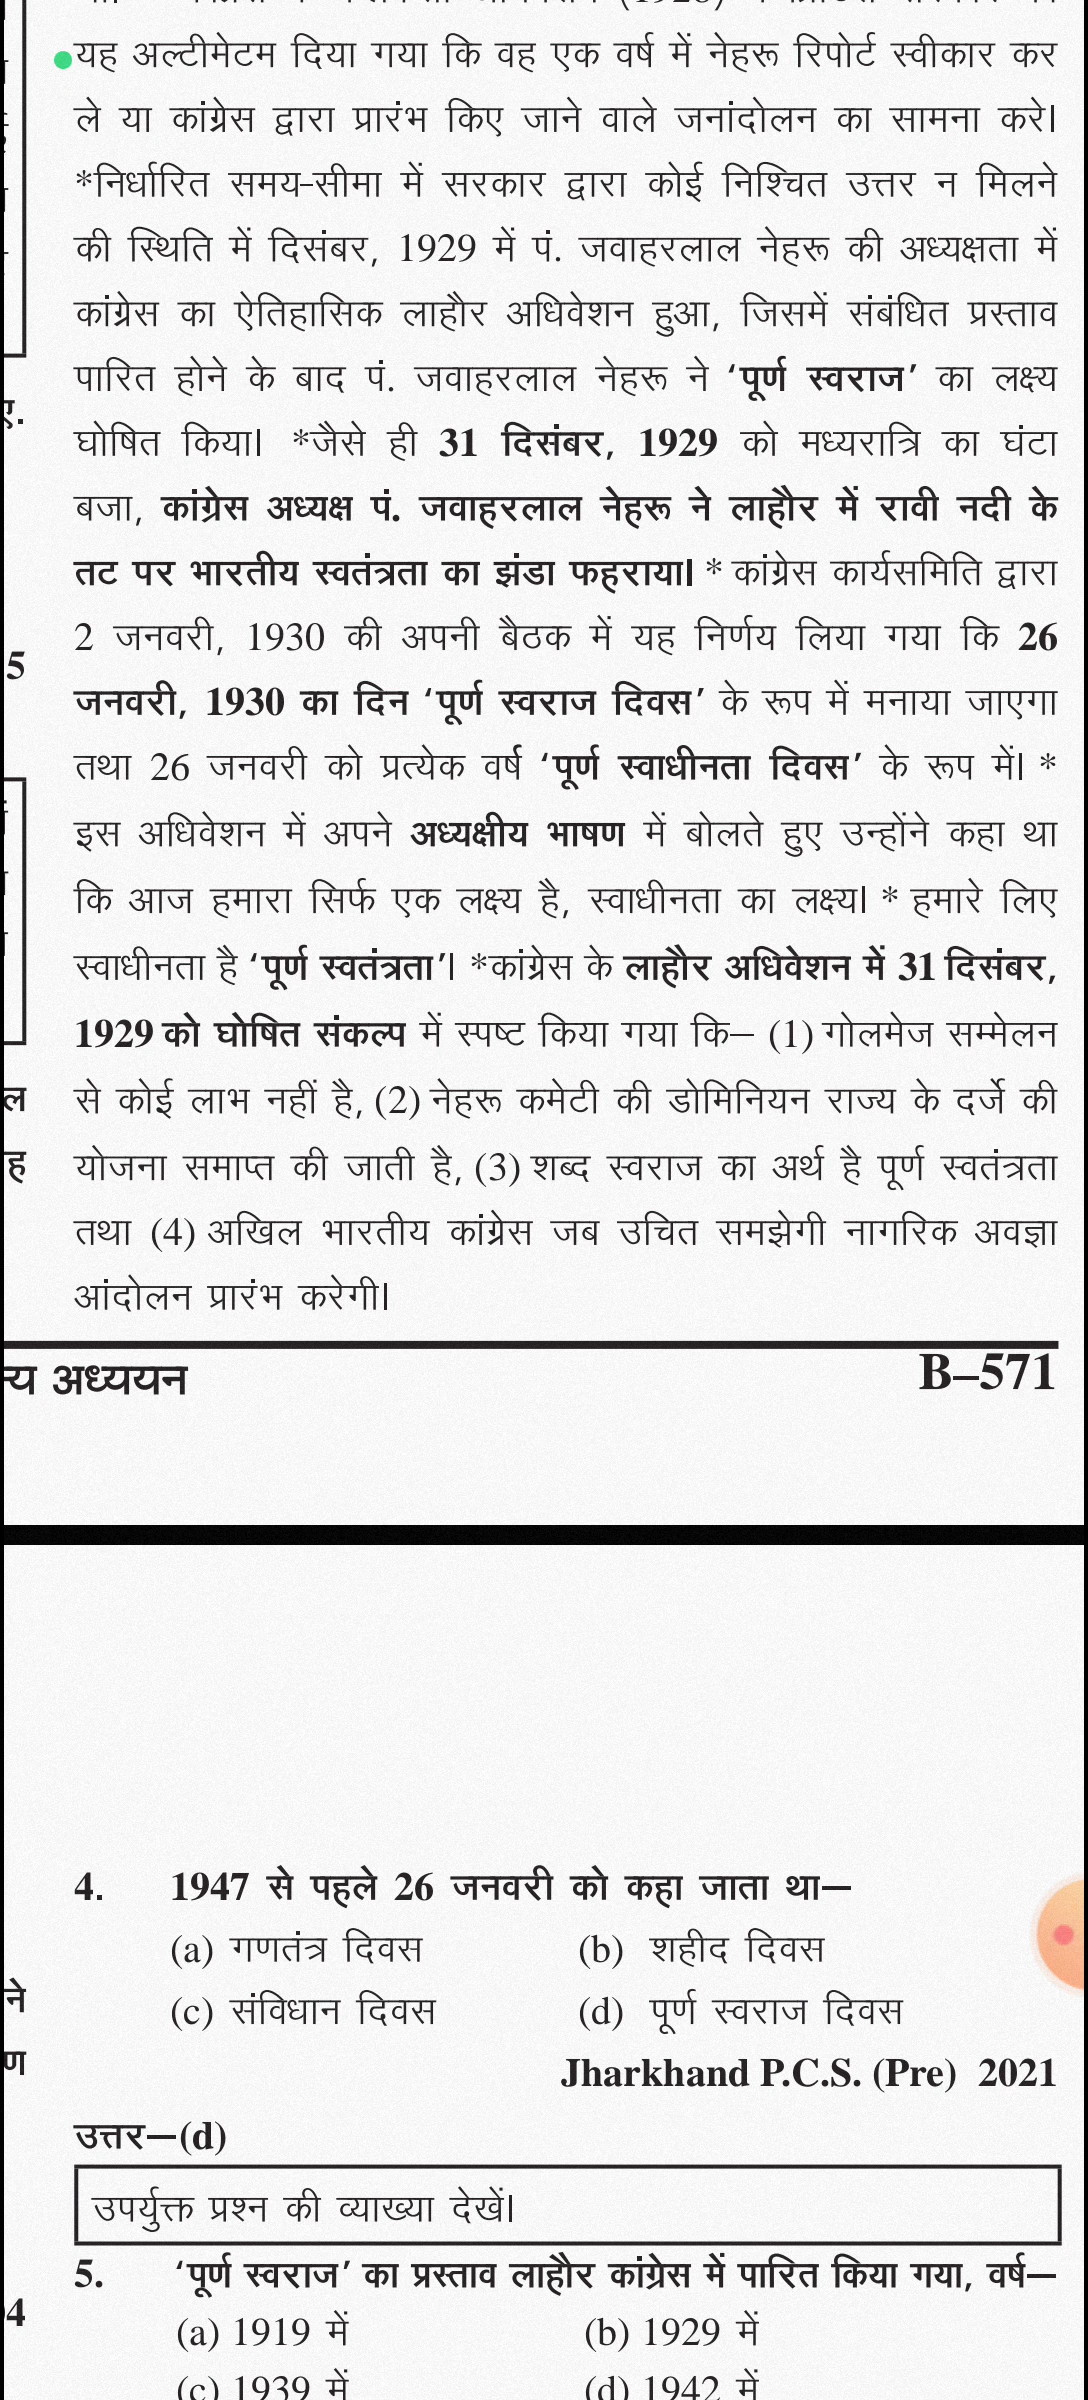 यह अल्टीमेटम दिया गया कि वह एक वर्ष में नेहरू रिपोर्ट स्वीकार कर
ले या कांग्रेस द्वारा प्रारंभ किए जाने वाले जनांदोलन का सामना करे।
*निर्धारित समय-सीमा में सरकार द्वारा कोई निश्चित उत्तर न मिलने
की स्थिति में दिसंबर, 1929 में पं. जवाहरलाल नेहरू की अध्यक्षता में
कांग्रेस का ऐतिहासिक लाहौर अधिवेशन हुआ, जिसमें संबंधित प्रस्ताव
पारित होने के बाद पं. जवाहरलाल नेहरू ने ‘पूर्ण स्वराज’ का लक्ष्य
ए.
घोषित किया। *जैसे ही 31 दिसंबर, 1929 को मध्यरात्रि का घंटा
बजा, कांग्रेस अध्यक्ष पं. जवाहरलाल नेहरू ने लाहौर में रावी नदी के
तट पर भारतीय स्वतंत्रता का झंडा फहराया। * कांग्रेस कार्यसमिति द्वारा
2 जनवरी, 1930 की अपनी बैठक में यह निर्णय लिया गया कि 26
5
जनवरी, 1930 का दिन ‘पूर्ण स्वराज दिवस’ के रूप में मनाया जाएगा
तथा 26 जनवरी को प्रत्येक वर्ष ‘पूर्ण स्वाधीनता दिवस’ के रूप में। *
इस अधिवेशन में अपने अध्यक्षीय भाषण में बोलते हुए उन्होंने कहा था
कि आज हमारा सिर्फ एक लक्ष्य है, स्वाधीनता का लक्ष्य। * हमारे लिए
स्वाधीनता है ‘पूर्ण स्वतंत्रता’। *कांग्रेस के लाहौर अधिवेशन में 31 दिसंबर,
1929 को घोषित संकल्प में स्पष्ट किया गया कि– (1) गोलमेज सम्मेलन
से कोई लाभ नहीं है, (2) नेहरू कमेटी की डोमिनियन राज्य के दर्जे की
ल
योजना समाप्त की जाती है, (3) शब्द स्वराज का अर्थ है पूर्ण स्वतंत्रता
ह
तथा (4) अखिल भारतीय कांग्रेस जब उचित समझेगी नागरिक अवज्ञा
आंदोलन प्रारंभ करेगी।
न्य अध्ययन
B–571
4. 1947 से पहले 26 जनवरी को कहा जाता था—
(a) गणतंत्र दिवस (b) शहीद दिवस
ने
(c) संविधान दिवस (d) पूर्ण स्वराज दिवस
ण
Jharkhand P.C.S. (Pre) 2021
उत्तर—(d)
उपर्युक्त प्रश्न की व्याख्या देखें।
5. ‘पूर्ण स्वराज’ का प्रस्ताव लाहौर कांग्रेस में पारित किया गया, वर्ष—
4
(a) 1919 में (b) 1929 में
(c) 1939 में (d) 1942 में